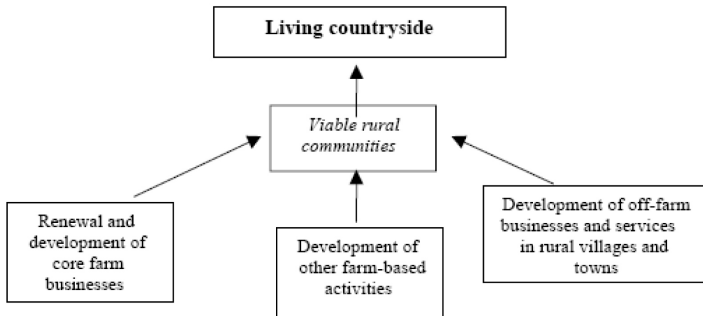 Living countryside
Viable rural
communities
Renewal and
development of
core farm
businesses
Development of
other farm-based
activities
Development of off-farm
businesses and services
in rural villages and
towns